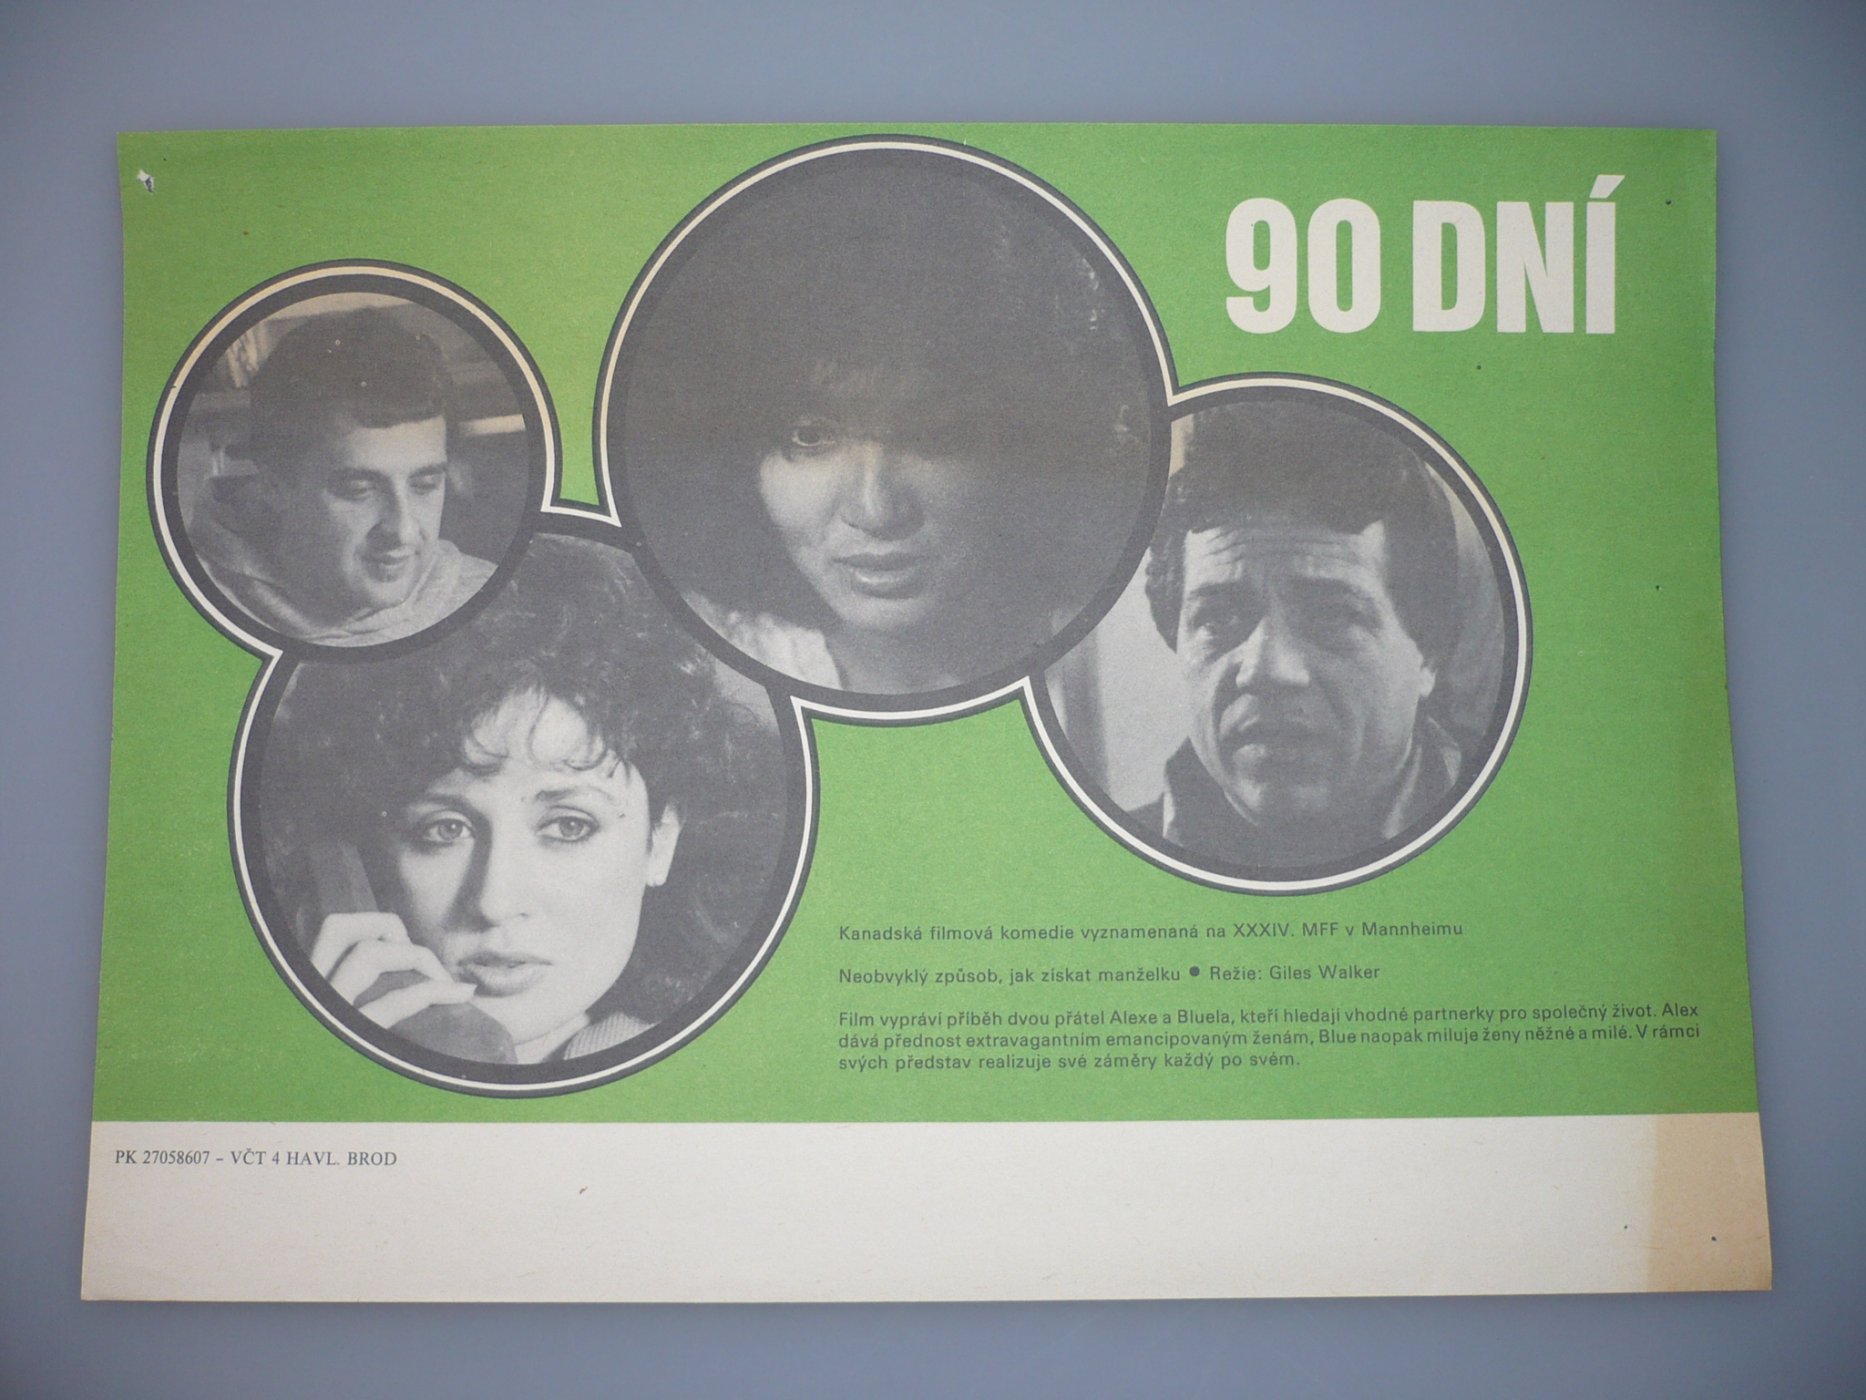 90 DNÍ
Kanadská filmová komedie vyznamenaná na XXXIV. MFF v Mannheimu
Neobvyklý způsob, jak získat manželku ● Režie: Giles Walker
Film vypráví příběh dvou přátel Alexe a Bluela, kteří hledají vhodné partnerky pro společný život. Alex
dává přednost extravagantním emancipovaným ženám, Blue naopak miluje ženy něžné a milé. V rámci
svých představ realizuje své záměry každý po svém.
PK 27058607 – VČT 4 HAVL. BROD